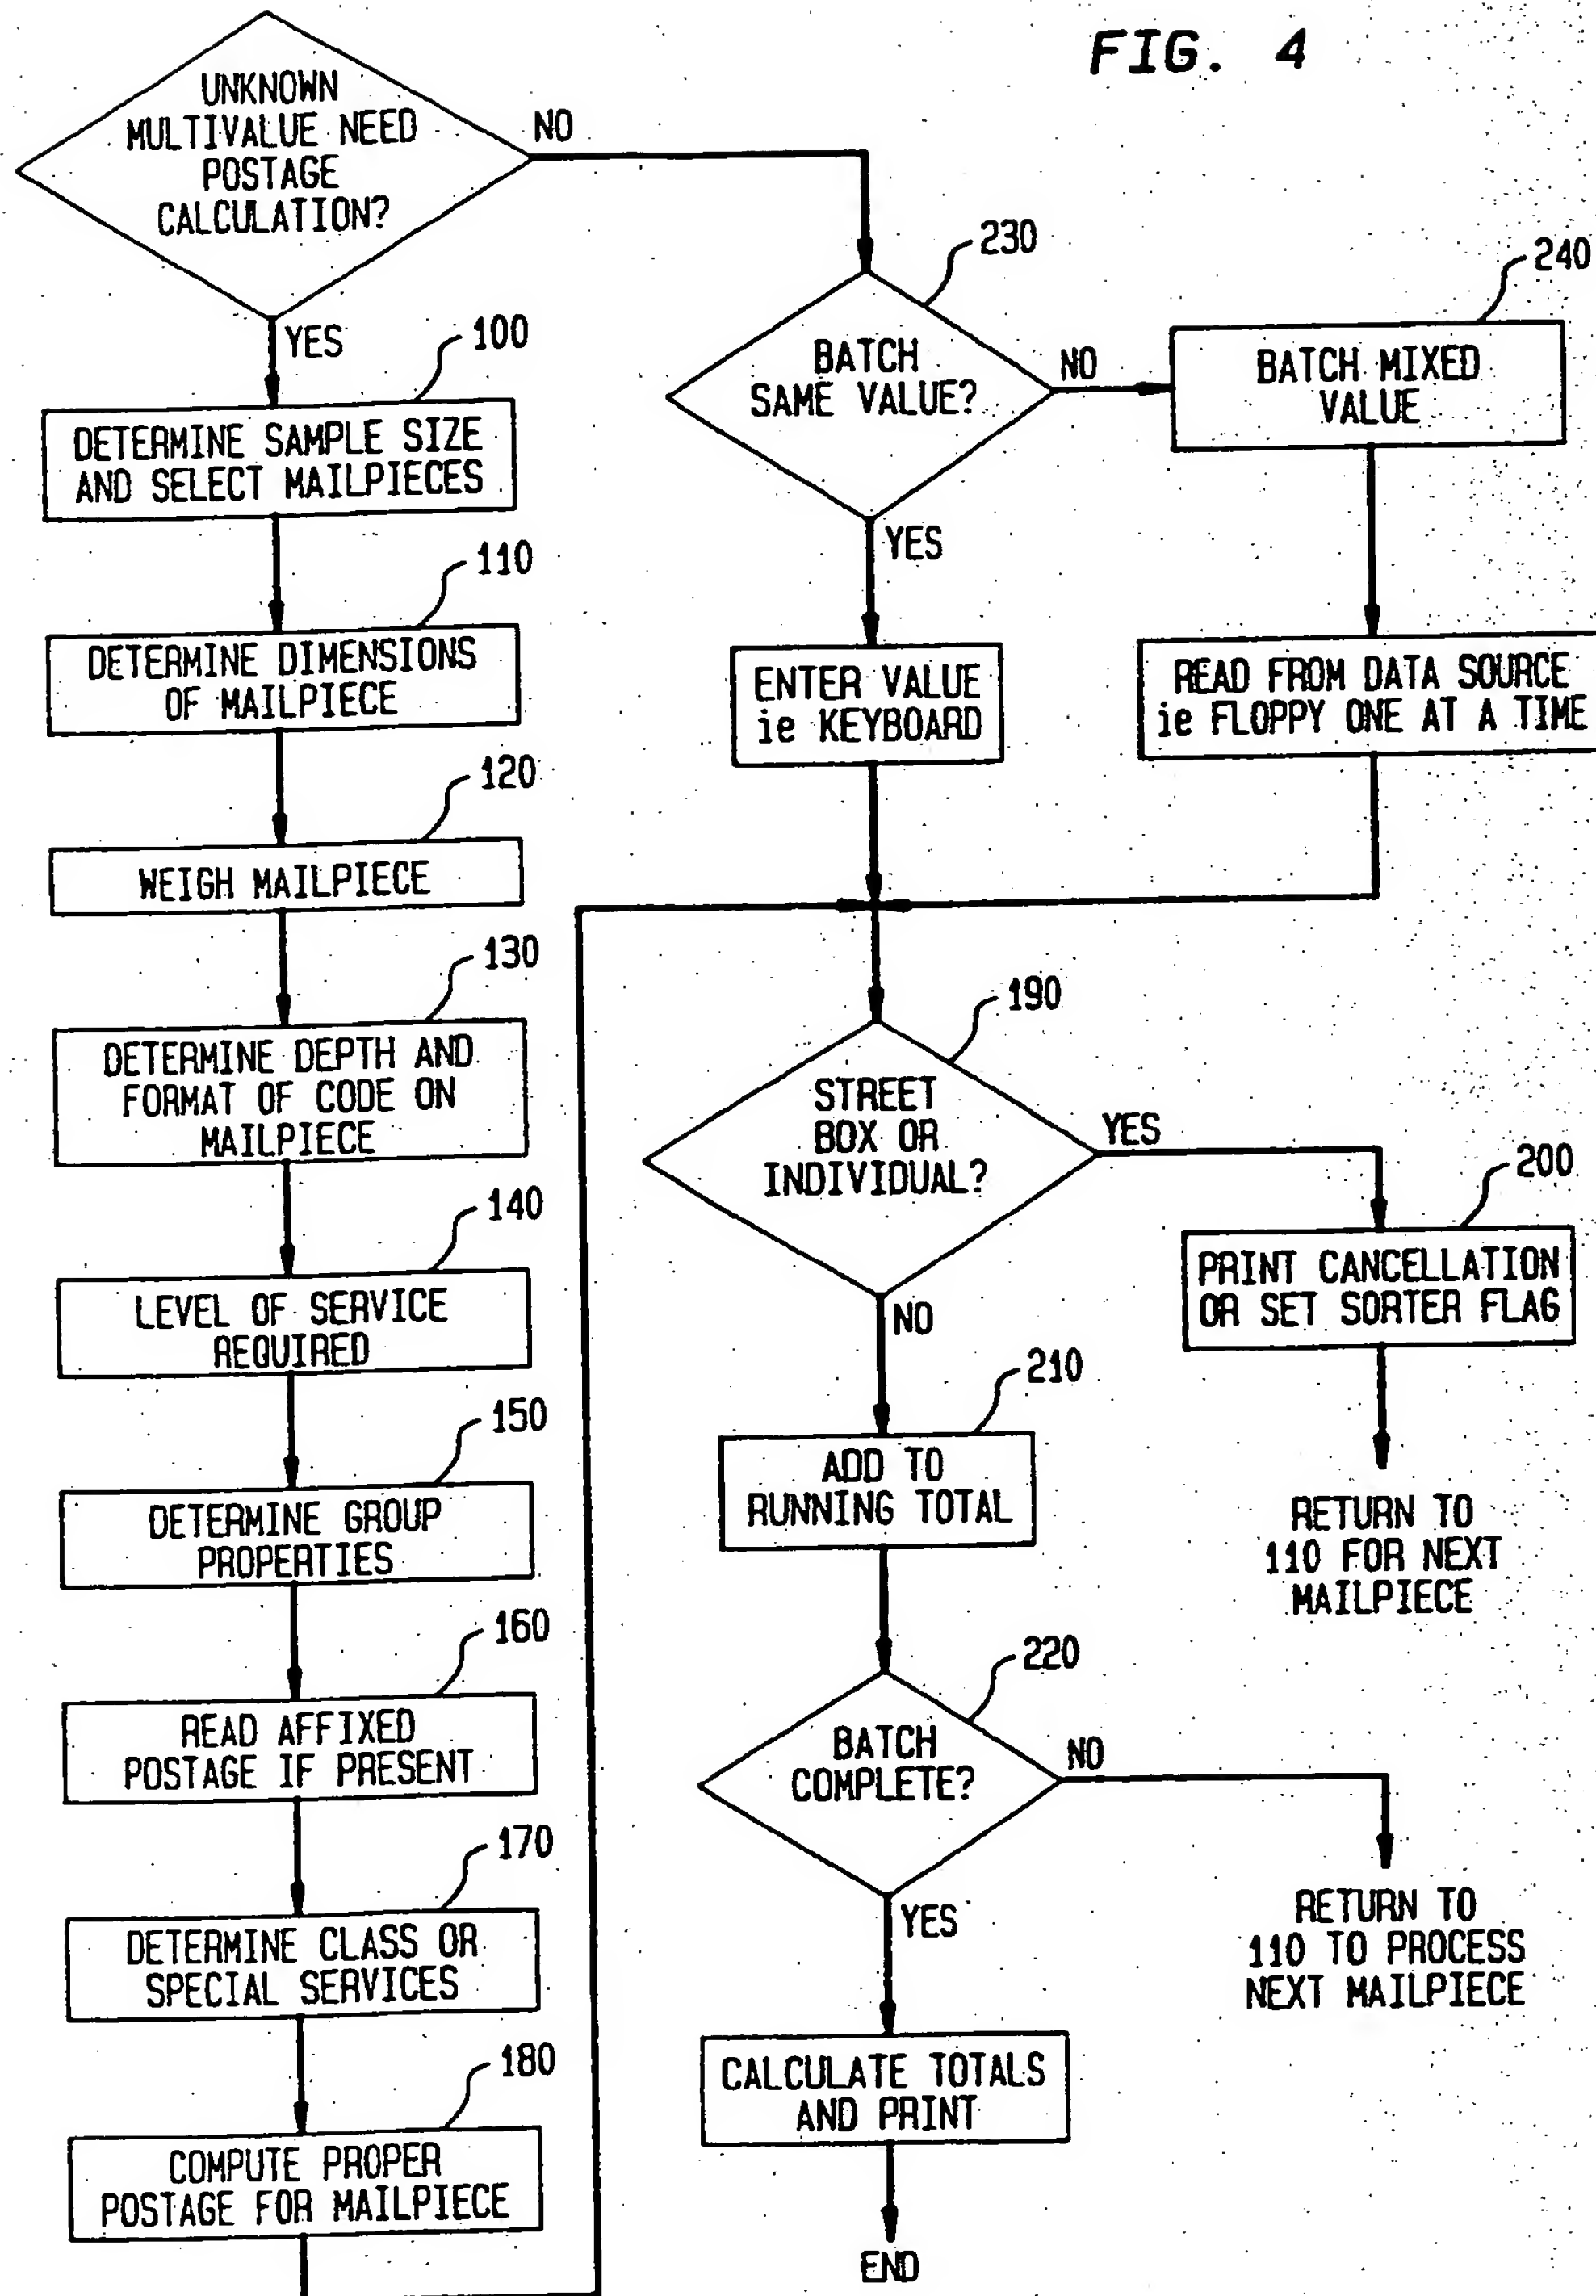 FIG. 4
UNKNOWN
MULTIVALUE NEED
POSTAGE
CALCULATION?
NO
YES
100
DETERMINE SAMPLE SIZE
AND SELECT MAILPIECES
110
DETERMINE DIMENSIONS
OF MAILPIECE
120
WEIGH MAILPIECE
130
DETERMINE DEPTH AND
FORMAT OF CODE ON
MAILPIECE
140
LEVEL OF SERVICE
REQUIRED
150
DETERMINE GROUP
PROPERTIES
160
READ AFFIXED
POSTAGE IF PRESENT
170
DETERMINE CLASS OR
SPECIAL SERVICES
180
COMPUTE PROPER
POSTAGE FOR MAILPIECE
230
BATCH
SAME VALUE?
NO
240
BATCH MIXED
VALUE
YES
ENTER VALUE
ie KEYBOARD
READ FROM DATA SOURCE
ie FLOPPY ONE AT A TIME
190
STREET
BOX OR
INDIVIDUAL?
YES
200
PRINT CANCELLATION
OR SET SORTER FLAG
RETURN TO
110 FOR NEXT
MAILPIECE
NO
210
ADD TO
RUNNING TOTAL
220
BATCH
COMPLETE?
NO
RETURN TO
110 TO PROCESS
NEXT MAILPIECE
YES
CALCULATE TOTALS
AND PRINT
END